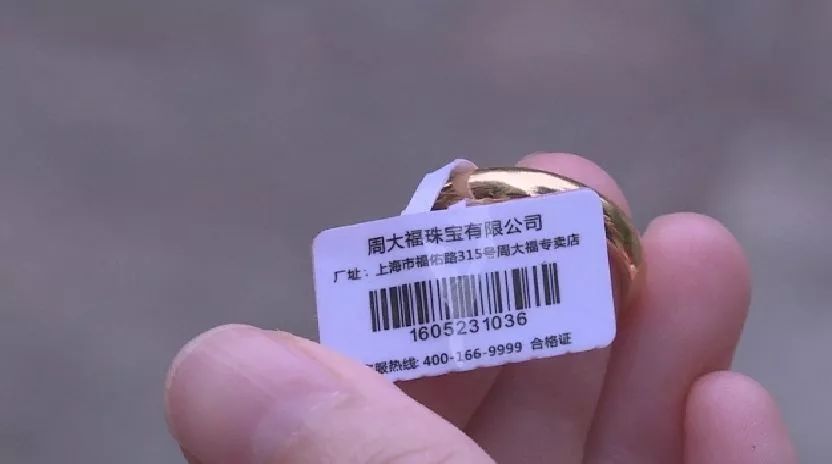 周大福珠宝有限公司
厂址：上海市福佑路315号周大福专卖店
1605231036
服热线: 400-166-9999 合格证